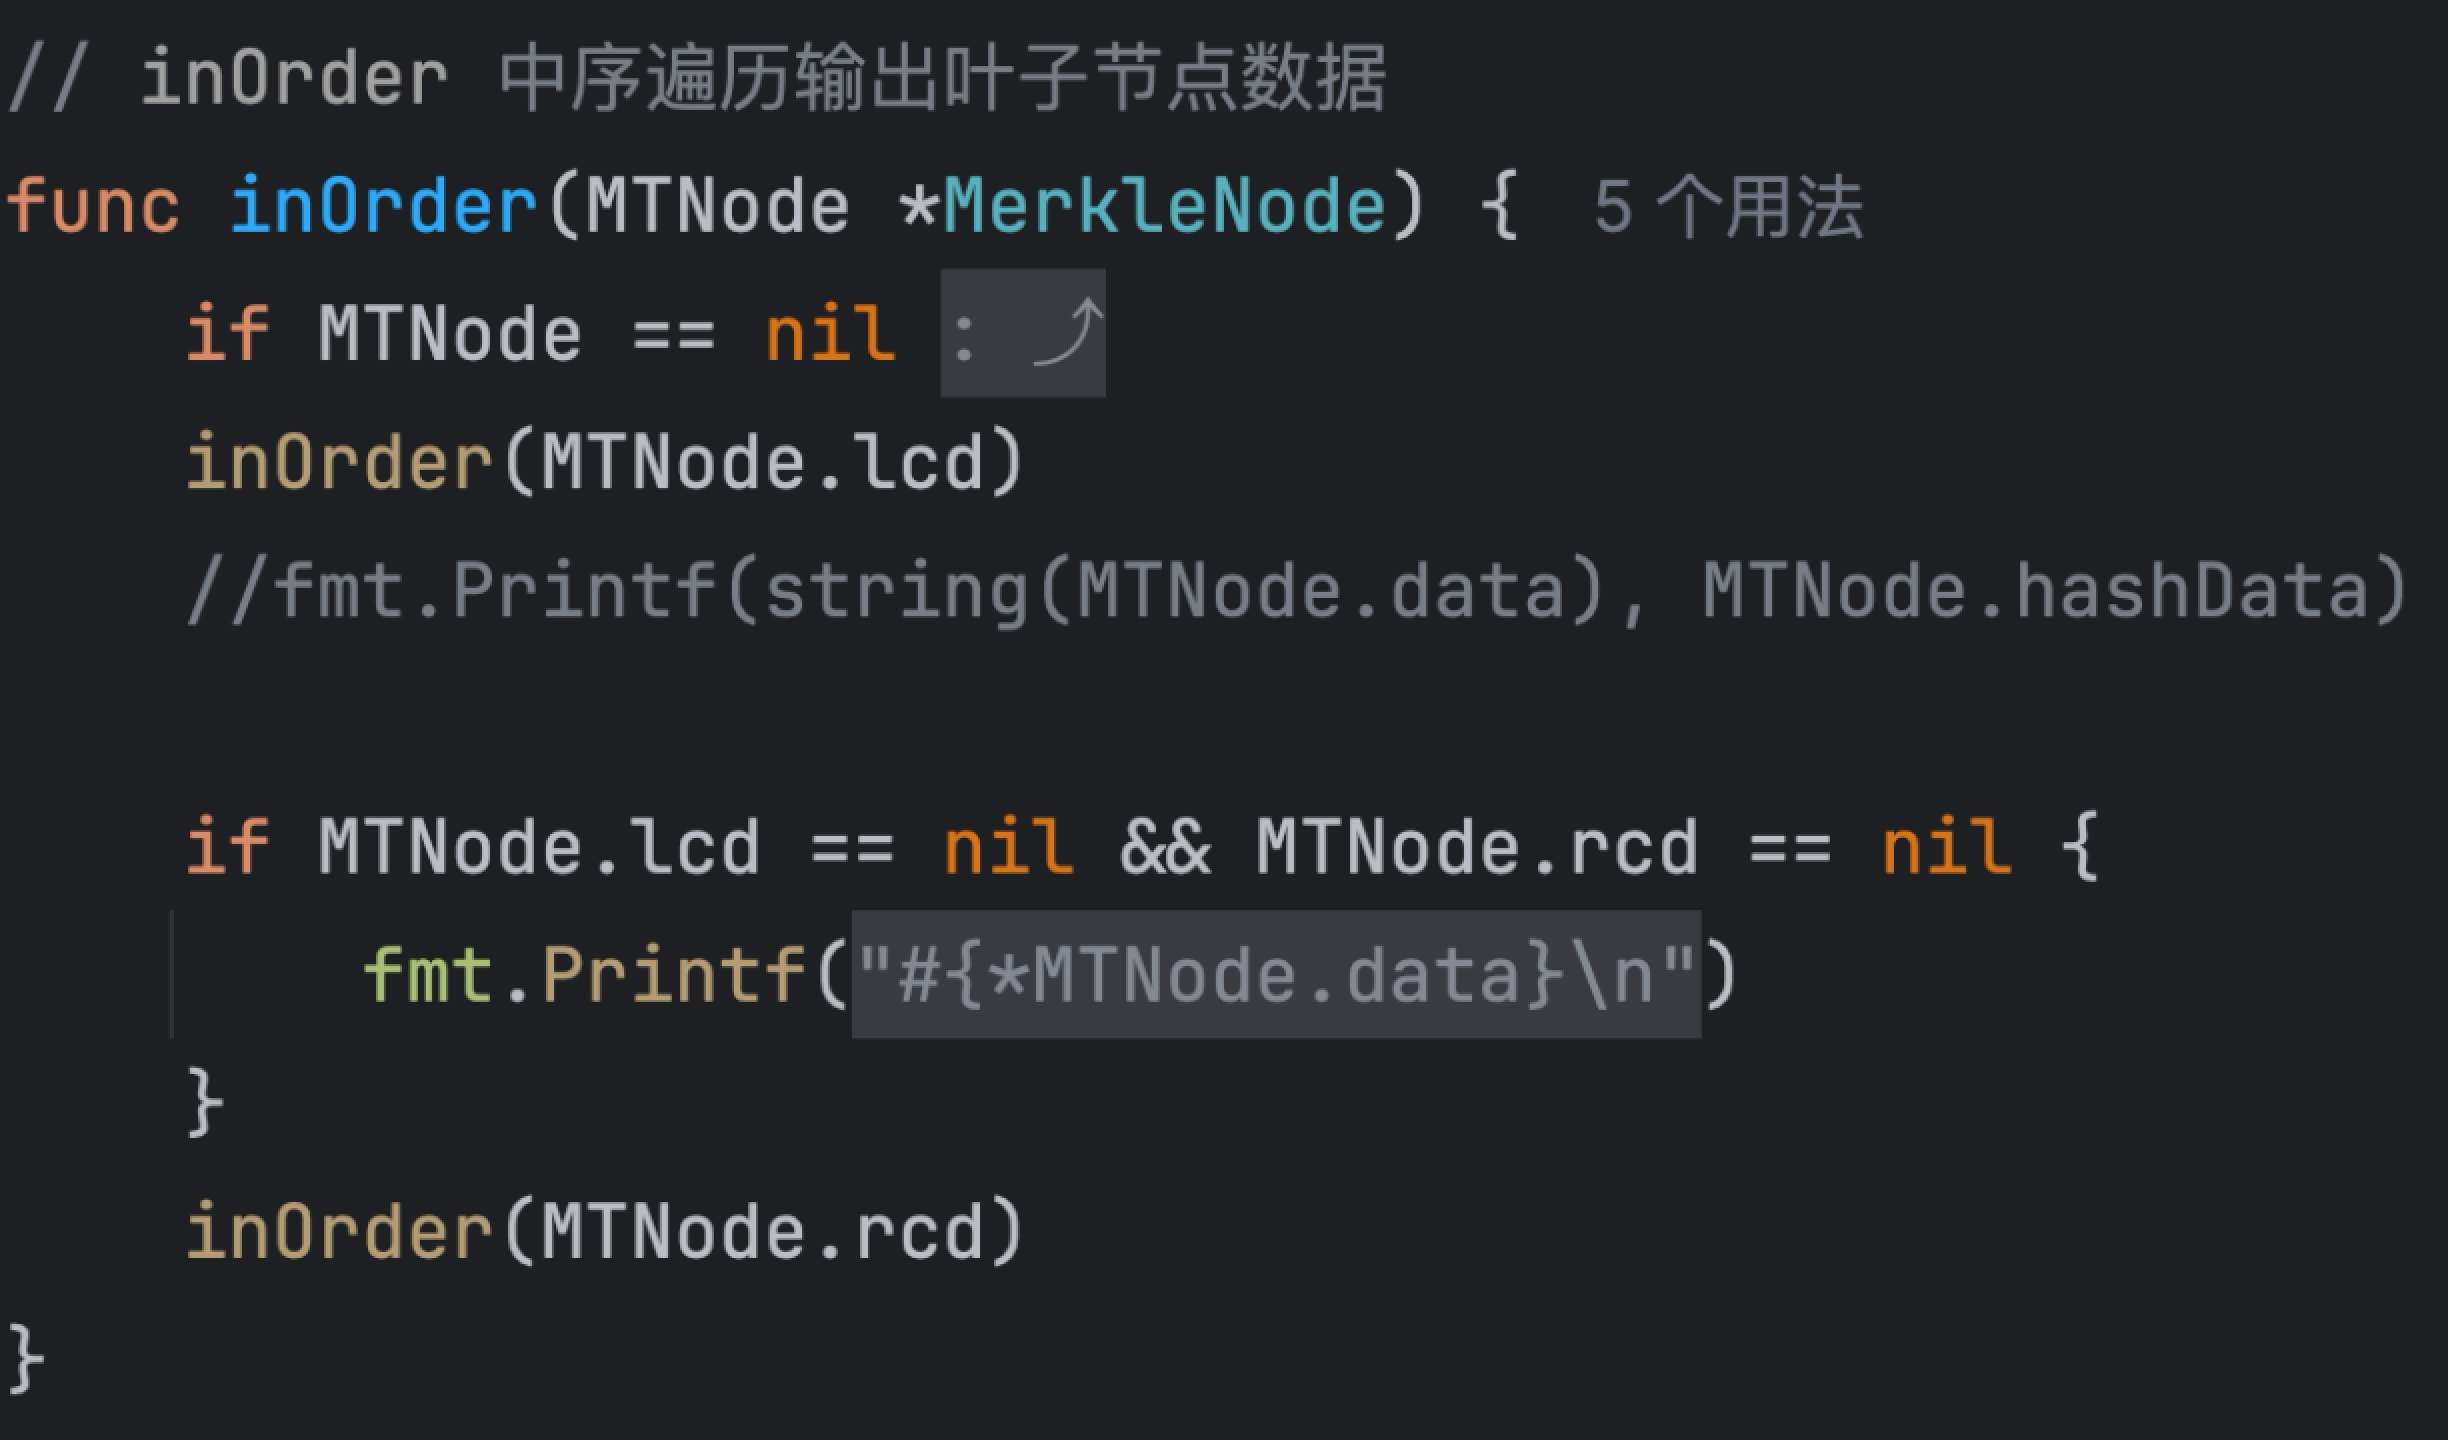 // inOrder 中序遍历输出叶子节点数据
func inOrder(MTNode *MerkleNode) { 5 个用法
if MTNode == nil : ⤴
inOrder(MTNode.lcd)
//fmt.Printf(string(MTNode.data), MTNode.hashData)
if MTNode.lcd == nil && MTNode.rcd == nil {
fmt.Printf("#{*MTNode.data}\n")
}
inOrder(MTNode.rcd)
}